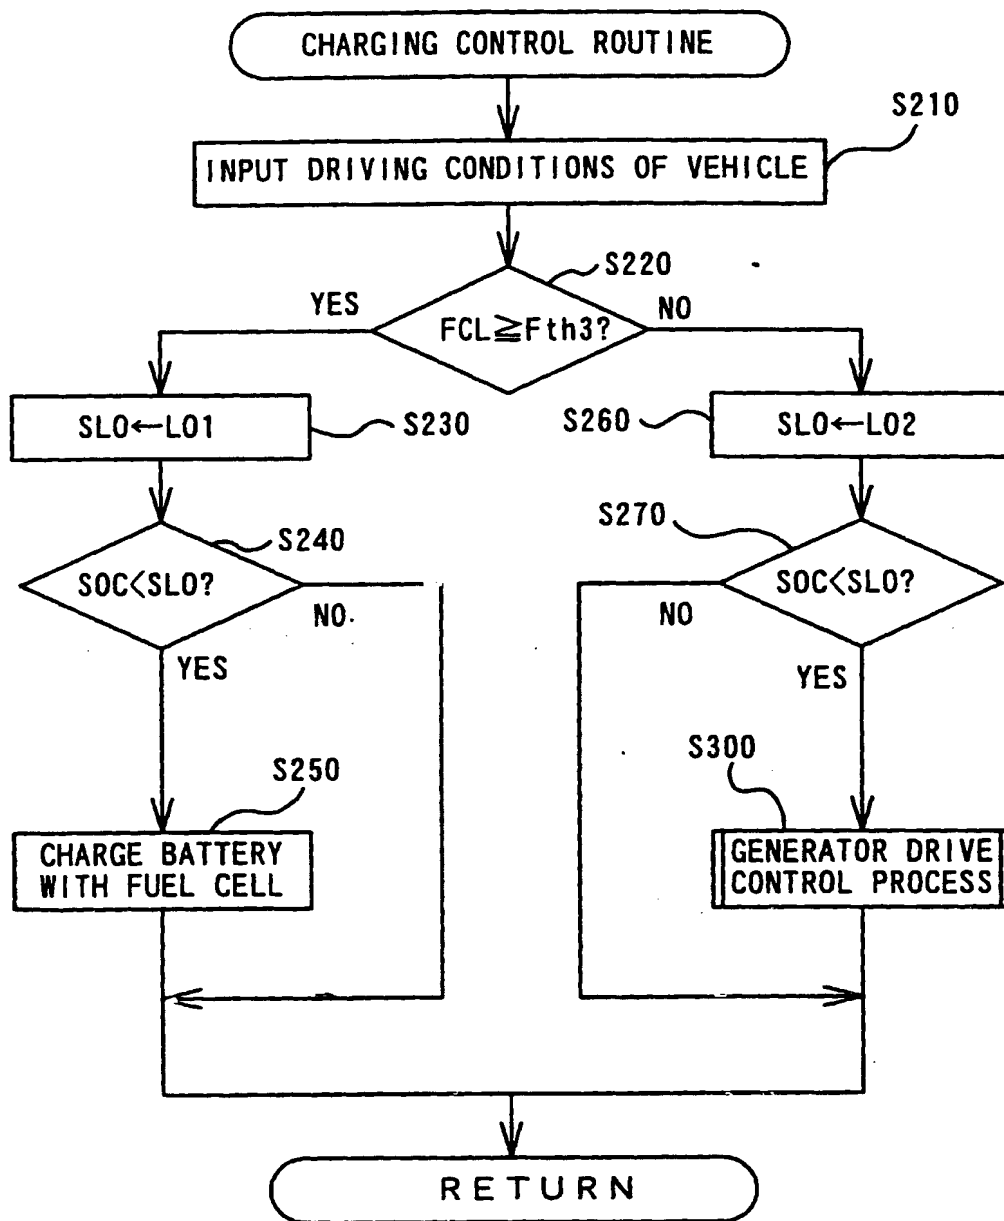 CHARGING CONTROL ROUTINE
S210
INPUT DRIVING CONDITIONS OF VEHICLE
S220
YES
FCL≧Fth3?
NO
SLO←LO1
S230
S260
SLO←LO2
S240
SOC<SLO?
NO
YES
S270
SOC<SLO?
NO
YES
S250
CHARGE BATTERY
WITH FUEL CELL
S300
GENERATOR DRIVE
CONTROL PROCESS
RETURN